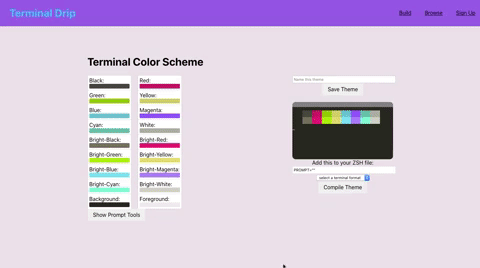 Terminal Drip
Build Browse Sign Up
Terminal Color Scheme
Black: Red:
Green: Yellow:
Blue: Magenta:
Cyan: White:
Bright-Black: Bright-Red:
Bright-Green: Bright-Yellow:
Bright-Blue: Bright-Magenta:
Bright-Cyan: Bright-White:
Background: Foreground:
Show Prompt Tools
Name this theme
Save Theme
Add this to your ZSH file:
PROMPT=""
select a terminal format
Compile Theme